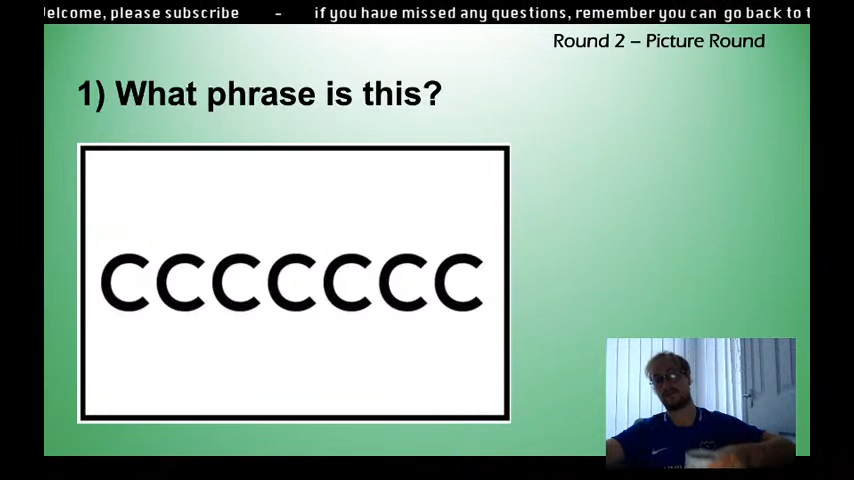 elcome, please subscribe - if you have missed any questions, remember you can go back to t
Round 2 – Picture Round
1) What phrase is this?
CCCCCCC